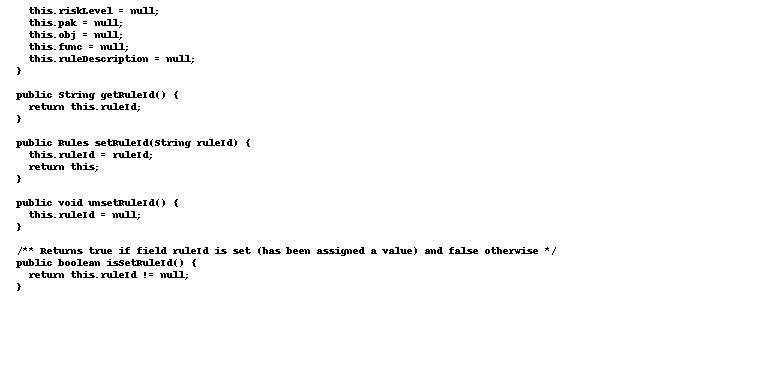 this.riskLevel = null;
this.pak = null;
this.obj = null;
this.func = null;
this.ruleDescription = null;
}
public String getRuleId() {
return this.ruleId;
}
public Rules setRuleId(String ruleId) {
this.ruleId = ruleId;
return this;
}
public void unsetRuleId() {
this.ruleId = null;
}
/** Returns true if field ruleId is set (has been assigned a value) and false otherwise */
public boolean isSetRuleId() {
return this.ruleId != null;
}